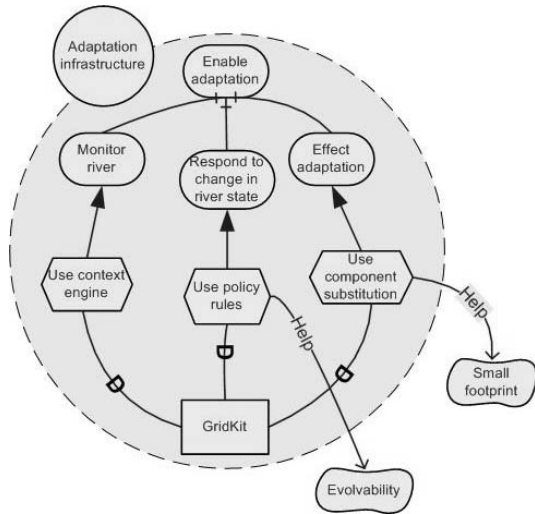 Adaptation
infrastructure
Enable
adaptation
Monitor
river
Respond to
change in
river state
Effect
adaptation
Use context
engine
Use policy
rules
Use
component
substitution
Help
Help
Small
footprint
D
D
D
GridKit
Evolvability